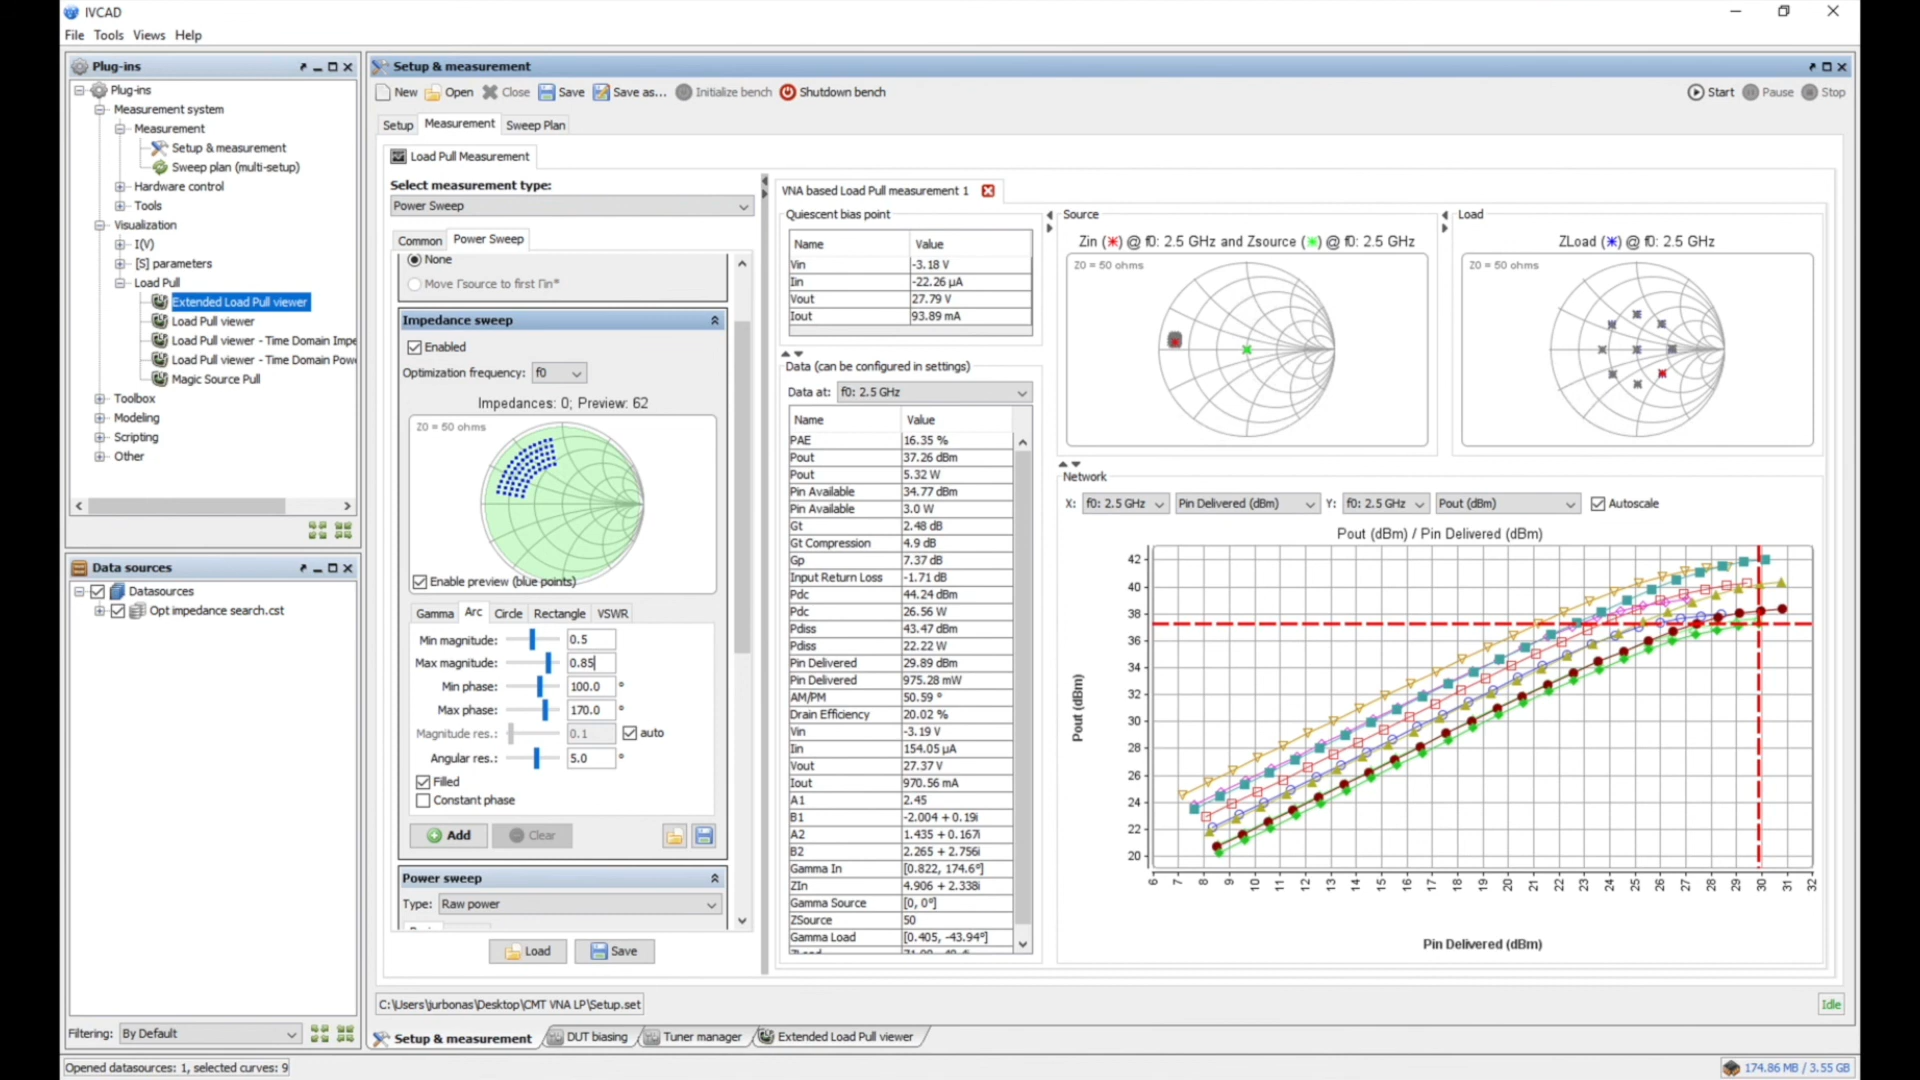 IVCAD
File Tools Views Help
Plug-ins
Plug-ins
Measurement system
Measurement
Setup & measurement
Sweep plan (multi-setup)
Hardware control
Tools
Visualization
I(V)
[S] parameters
Load Pull
Extended Load Pull viewer
Load Pull viewer
Load Pull viewer - Time Domain Impe
Load Pull viewer - Time Domain Powe
Magic Source Pull
Toolbox
Modeling
Scripting
Other
Data sources
Datasources
Opt impedance search.cst
Filtering: By Default
Opened datasources: 1, selected curves: 9
Setup & measurement
New Open Close Save Save as... Initialize bench Shutdown bench Start Pause Stop
Setup Measurement Sweep Plan
Load Pull Measurement
Select measurement type:
Power Sweep
Common Power Sweep
None
Move Γsource to first Γin*
Impedance sweep
Enabled
Optimization frequency: f0
Impedances: 0; Preview: 62
Z0 = 50 ohms
Enable preview (blue points)
Gamma Arc Circle Rectangle VSWR
Min magnitude: 0.5
Max magnitude: 0.85
Min phase: 100.0 °
Max phase: 170.0 °
Magnitude res.: 0.1 auto
Angular res.: 5.0 °
Filled
Constant phase
Add Clear
Power sweep
Type: Raw power
Load Save
VNA based Load Pull measurement 1
Quiescent bias point
Name Value
Vin -3.18 V
Iin -22.26 µA
Vout 27.79 V
Iout 93.89 mA
Data (can be configured in settings)
Data at: f0: 2.5 GHz
Name Value
PAE 16.35 %
Pout 37.26 dBm
Pout 5.32 W
Pin Available 34.77 dBm
Pin Available 3.0 W
Gt 2.48 dB
Gt Compression 4.9 dB
Gp 7.37 dB
Input Return Loss -1.71 dB
Pdc 44.24 dBm
Pdc 26.56 W
Pdiss 43.47 dBm
Pdiss 22.22 W
Pin Delivered 29.89 dBm
Pin Delivered 975.28 mW
AM/PM 50.59 °
Drain Efficiency 20.02 %
Vin -3.19 V
Iin 154.05 µA
Vout 27.37 V
Iout 970.56 mA
A1 2.45
B1 -2.004 + 0.19i
A2 1.435 + 0.167i
B2 2.265 + 2.756i
Gamma In [0.822, 174.6°]
ZIn 4.906 + 2.338i
Gamma Source [0, 0°]
ZSource 50
Gamma Load [0.405, -43.94°]
Source
Zin (*) @ f0: 2.5 GHz and Zsource (*) @ f0: 2.5 GHz
Z0 = 50 ohms
Load
ZLoad (*) @ f0: 2.5 GHz
Z0 = 50 ohms
Network
X: f0: 2.5 GHz Pin Delivered (dBm) Y: f0: 2.5 GHz Pout (dBm) Autoscale
Pout (dBm) / Pin Delivered (dBm)
Pout (dBm)
42
40
38
36
34
32
30
28
26
24
22
20
6 7 8 9 10 11 12 13 14 15 16 17 18 19 20 21 22 23 24 25 26 27 28 29 30 31 32
Pin Delivered (dBm)
C:\Users\jurbonas\Desktop\CMT VNA LP\Setup.set
Idle
Setup & measurement DUT biasing Tuner manager Extended Load Pull viewer
174.86 MB / 3.55 GB